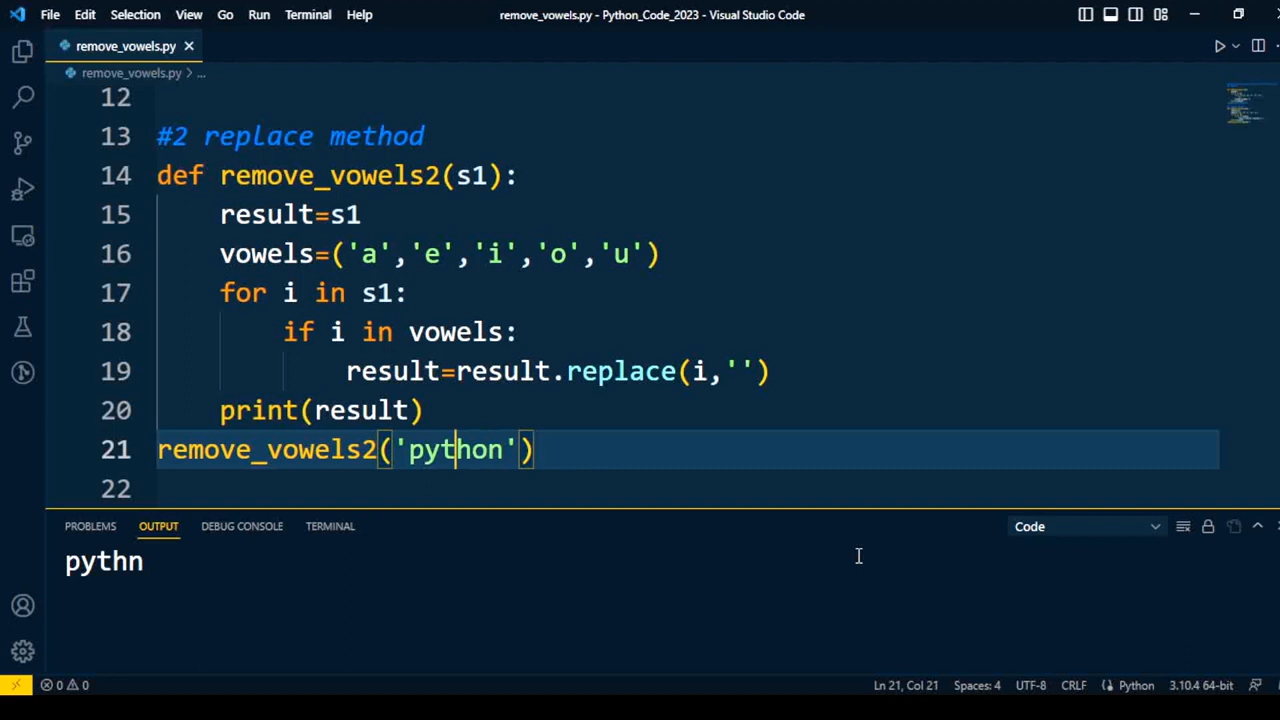 File Edit Selection View Go Run Terminal Help remove_vowels.py - Python_Code_2023 - Visual Studio Code
remove_vowels.py
remove_vowels.py > ...
12
13 #2 replace method
14 def remove_vowels2(s1):
15     result=s1
16     vowels=('a','e','i','o','u')
17     for i in s1:
18         if i in vowels:
19             result=result.replace(i,'')
20     print(result)
21 remove_vowels2('python')
22
PROBLEMS OUTPUT DEBUG CONSOLE TERMINAL Code
pythn
0 0 Ln 21, Col 21 Spaces: 4 UTF-8 CRLF Python 3.10.4 64-bit